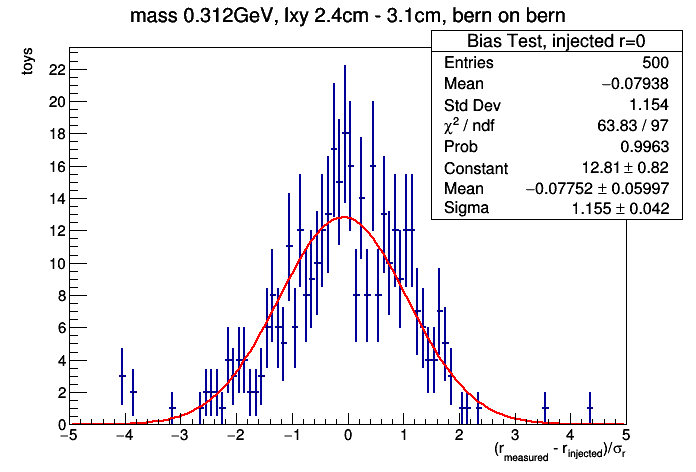 mass 0.312GeV, lxy 2.4cm - 3.1cm, bern on bern
Bias Test, injected r=0
Entries 500
Mean −0.07938
Std Dev 1.154
χ² / ndf 63.83 / 97
Prob 0.9963
Constant 12.81 ± 0.82
Mean −0.07752 ± 0.05997
Sigma 1.155 ± 0.042
toys
22
20
18
16
14
12
10
8
6
4
2
0
−5 −4 −3 −2 −1 0 1 2 3 4 5
(r_measured - r_injected)/σ_r